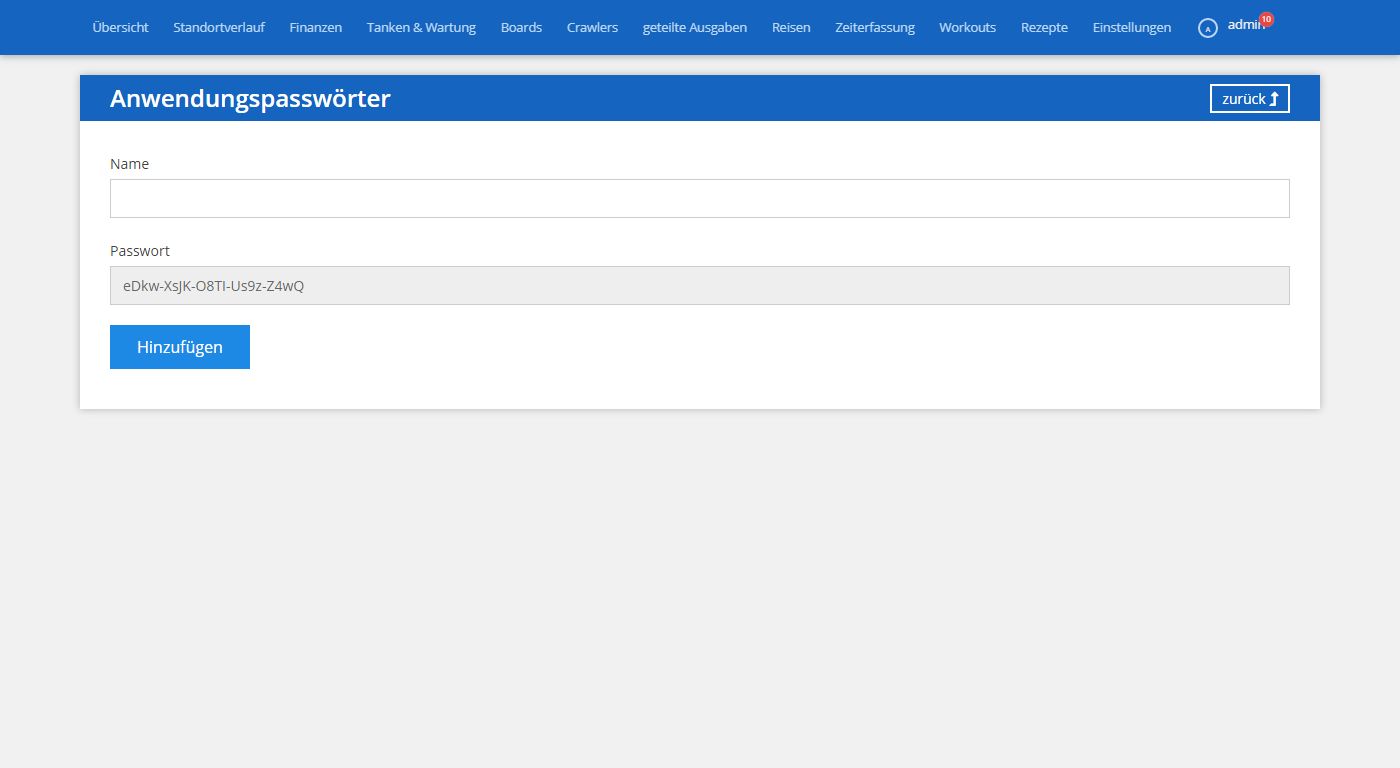 Übersicht Standortverlauf Finanzen Tanken & Wartung Boards Crawlers geteilte Ausgaben Reisen Zeiterfassung Workouts Rezepte Einstellungen A admin 10
Anwendungspasswörter zurück
Name
Passwort
eDkw-XsJK-O8TI-Us9z-Z4wQ
Hinzufügen